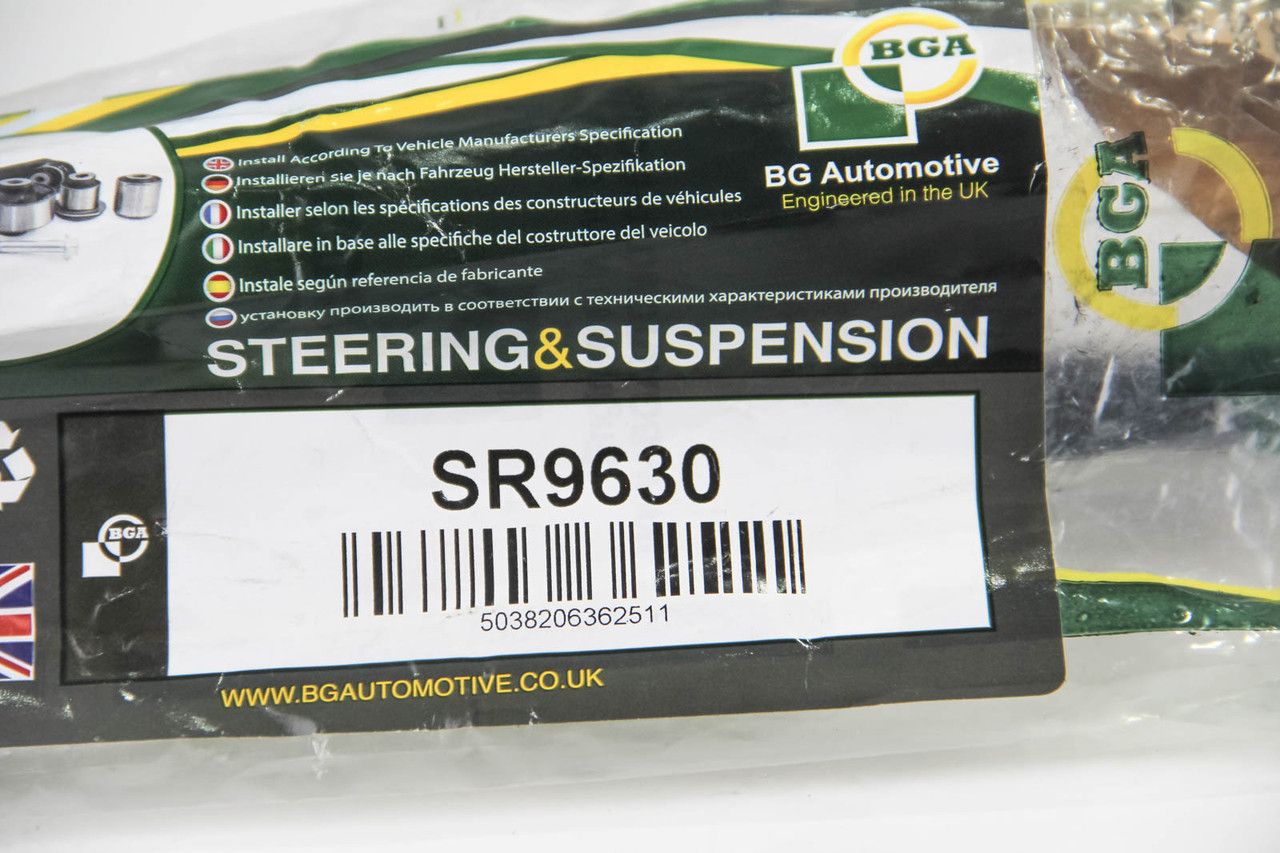 BGA
BG Automotive
Engineered in the UK
Install According To Vehicle Manufacturers Specification
Installieren sie je nach Fahrzeug Hersteller-Spezifikation
Installer selon les spécifications des constructeurs de véhicules
Installare in base alle specifiche del costruttore del veicolo
Instale según referencia de fabricante
установку производить в соответствии с техническими характеристиками производителя
STEERING&SUSPENSION
SR9630
BGA
5038206362511
WWW.BGAUTOMOTIVE.CO.UK
BGA